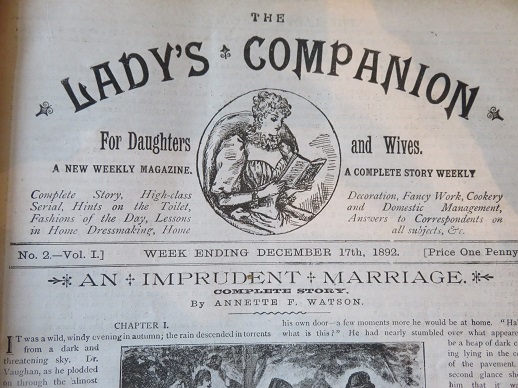 THE
LADY'S COMPANION
For Daughters and Wives.
A NEW WEEKLY MAGAZINE.
A COMPLETE STORY WEEKLY
Complete Story, High-class
Serial, Hints on the Toilet,
Fashions of the Day, Lessons
in Home Dressmaking, Home
Decoration, Fancy Work, Cookery
and Domestic Management,
Answers to Correspondents on
all subjects, &c.
No. 2.—Vol. I.] WEEK ENDING DECEMBER 17th, 1892. [Price One Penny
AN IMPRUDENT MARRIAGE.
COMPLETE STORY.
By ANNETTE F. WATSON.
CHAPTER I.
IT was a wild, windy evening in autumn; the rain descended in torrents
from a dark and
threatening sky. Dr.
Vaughan, as he plodded
on through the almost
his own door—a few moments more he would be at home. "Ha
what is this?" He had nearly stumbled over what appeare
be a heap of dark c
ing lying in the ce
of the pavement.
second glance sh
him that it w